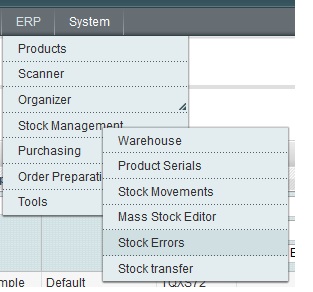 ERP System
Products
Scanner
Organizer
Stock Management
Purchasing
Order Preparati
Tools
Warehouse
Product Serials
Stock Movements
Mass Stock Editor
Stock Errors
Stock transfer
mple Default